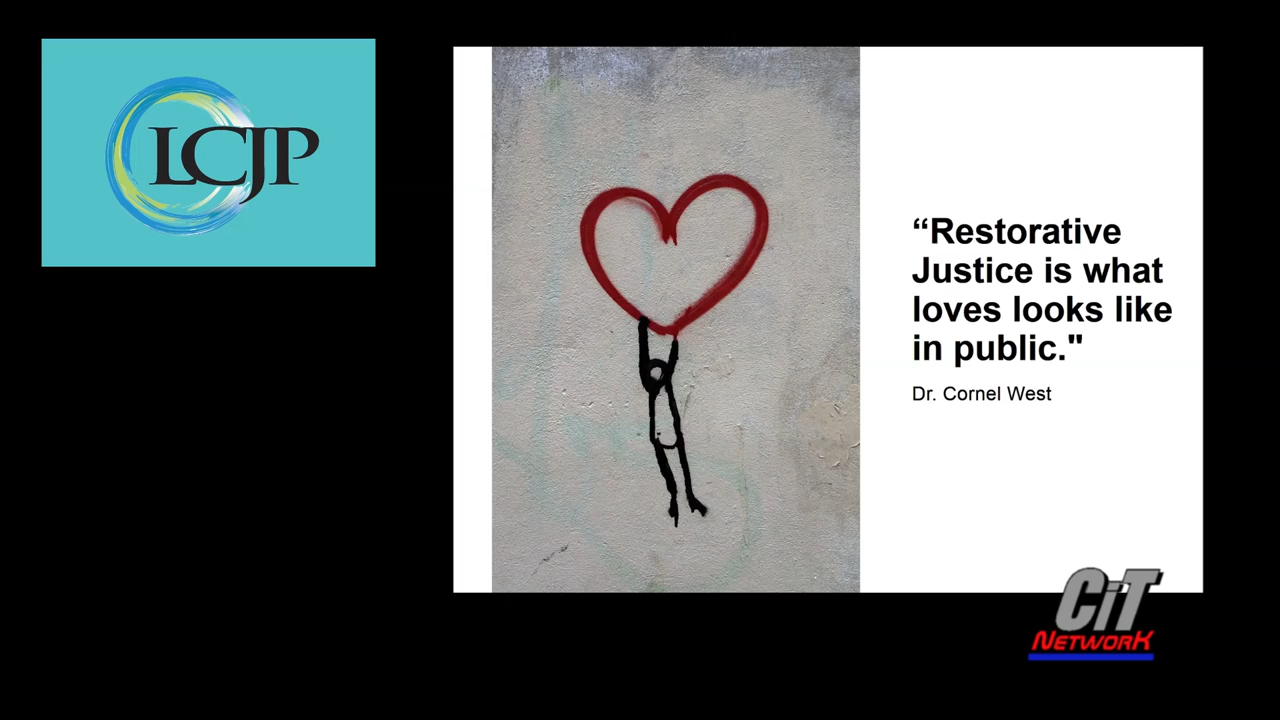 LCJP
“Restorative
Justice is what
loves looks like
in public."
Dr. Cornel West
CiT
NETWORK